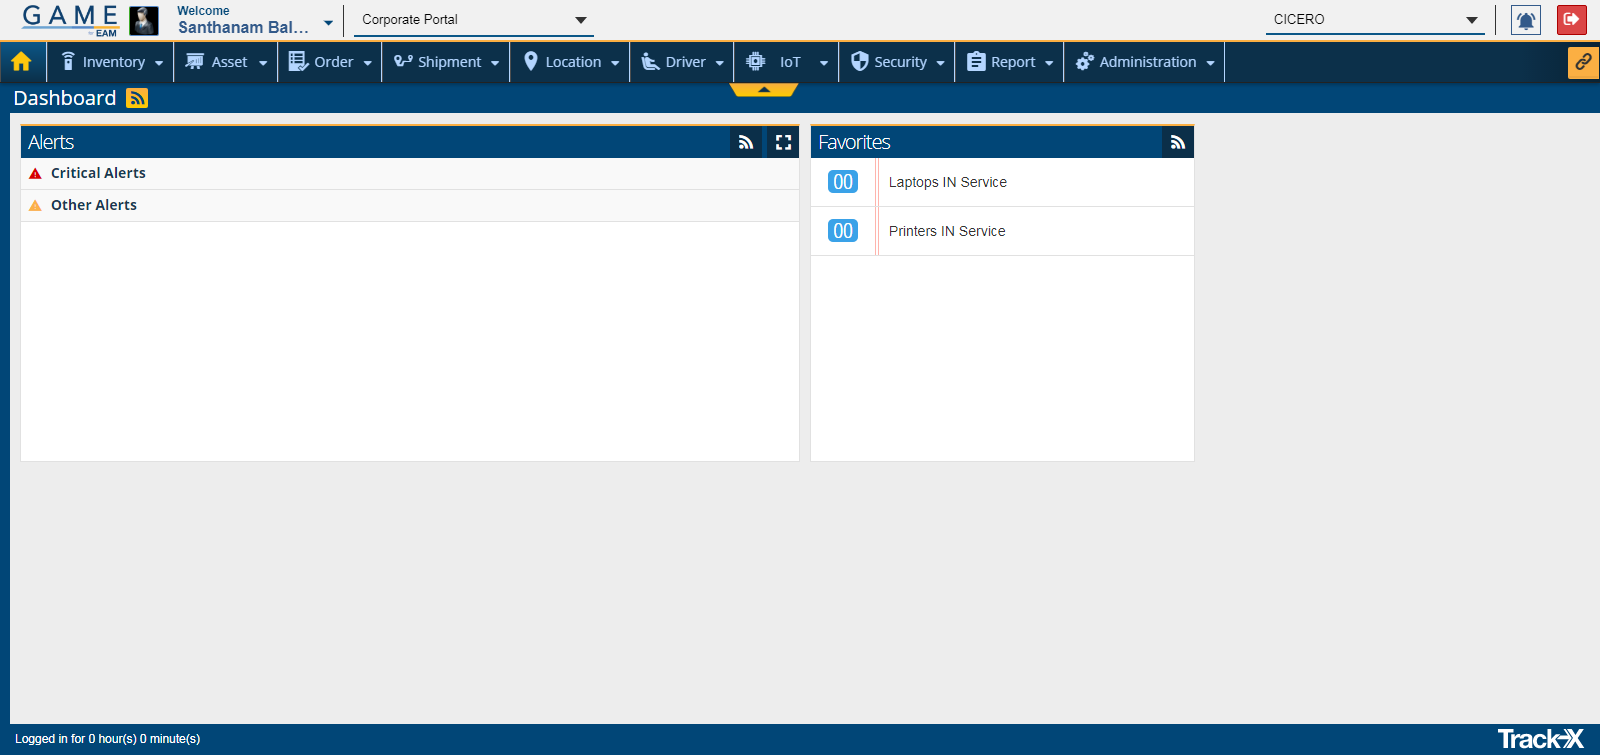 GAME
by EAM
Welcome
Santhanam Bal...
Corporate Portal
CICERO
Inventory
Asset
Order
Shipment
Location
Driver
IoT
Security
Report
Administration
Dashboard
Alerts
Critical Alerts
Other Alerts
Favorites
00 Laptops IN Service
00 Printers IN Service
Logged in for 0 hour(s) 0 minute(s)
Track-X